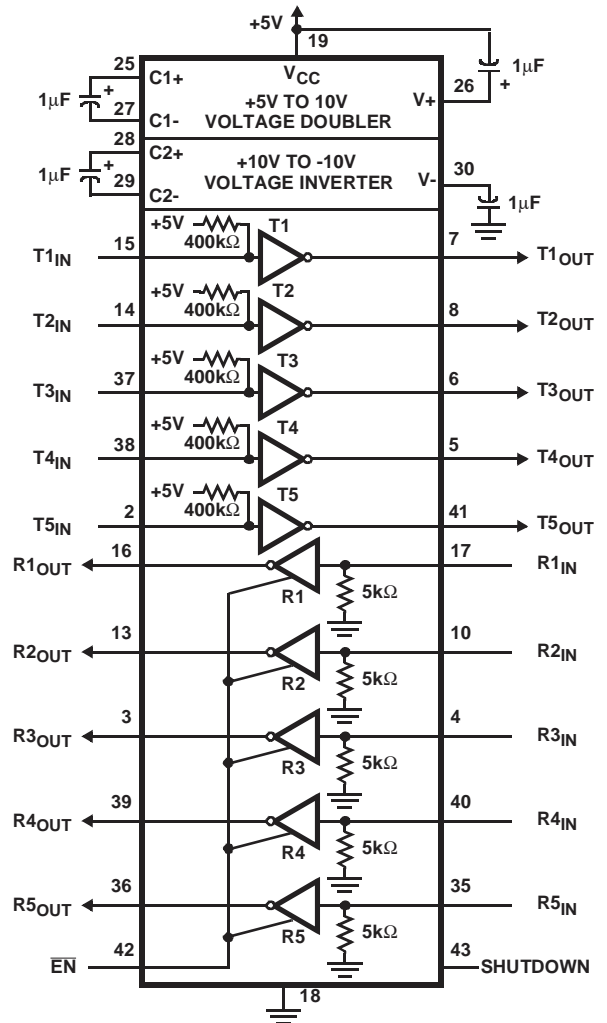 +5V
19
25
C1+
VCC
26
1μF
+
1μF
+
27
C1-
+5V TO 10V
VOLTAGE DOUBLER
V+
28
C2+
1μF
+
29
C2-
+10V TO -10V
VOLTAGE INVERTER
V-
30
1μF
+
+5V
400kΩ
T1
T1IN
15
7
T1OUT
+5V
400kΩ
T2
T2IN
14
8
T2OUT
+5V
400kΩ
T3
T3IN
37
6
T3OUT
+5V
400kΩ
T4
T4IN
38
5
T4OUT
+5V
400kΩ
T5
T5IN
2
41
T5OUT
R1OUT
16
17
R1IN
R1
5kΩ
R2OUT
13
10
R2IN
R2
5kΩ
R3OUT
3
4
R3IN
R3
5kΩ
R4OUT
39
40
R4IN
R4
5kΩ
R5OUT
36
35
R5IN
R5
5kΩ
EN
42
43
SHUTDOWN
18